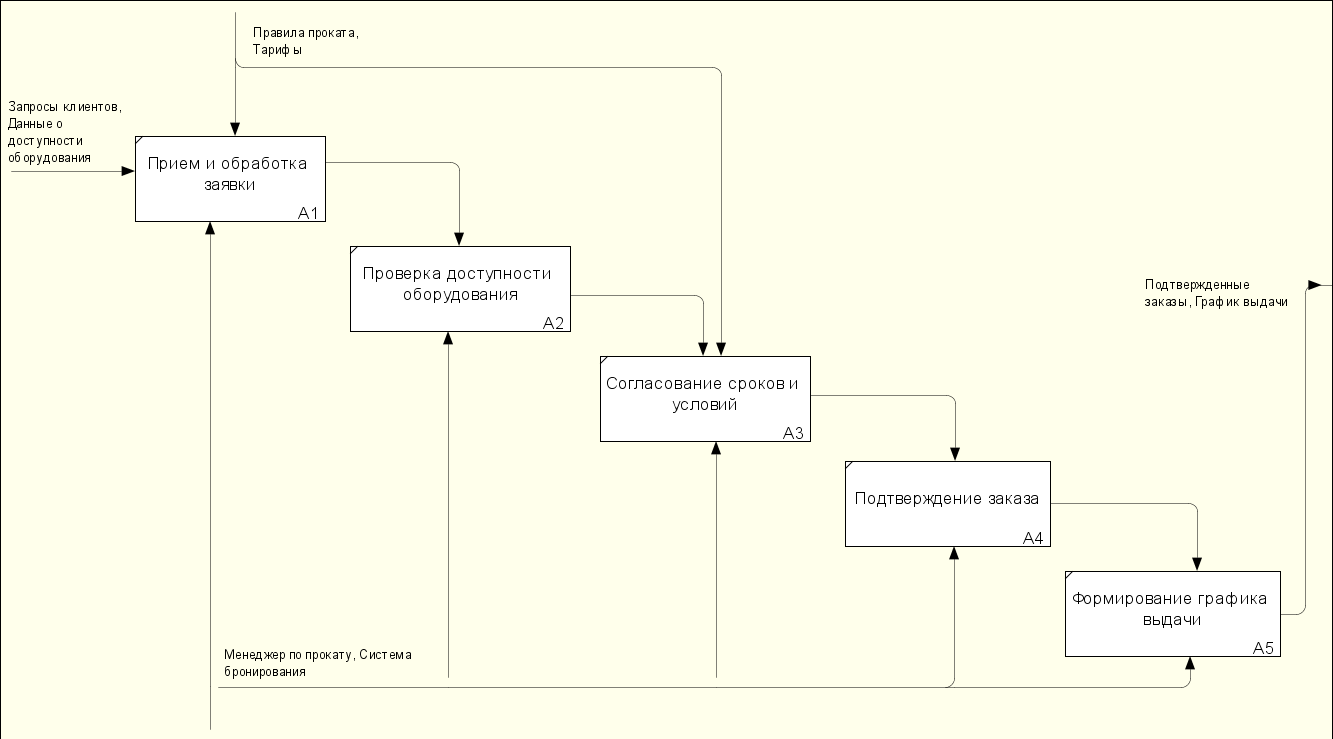 Правила проката,
Тарифы
Запросы клиентов,
Данные о
доступности
оборудования
Прием и обработка
заявки
A1
Проверка доступности
оборудования
A2
Подтвержденные
заказы, График выдачи
Согласование сроков и
условий
A3
Подтверждение заказа
A4
Формирование графика
выдачи
A5
Менеджер по прокату, Система
бронирования